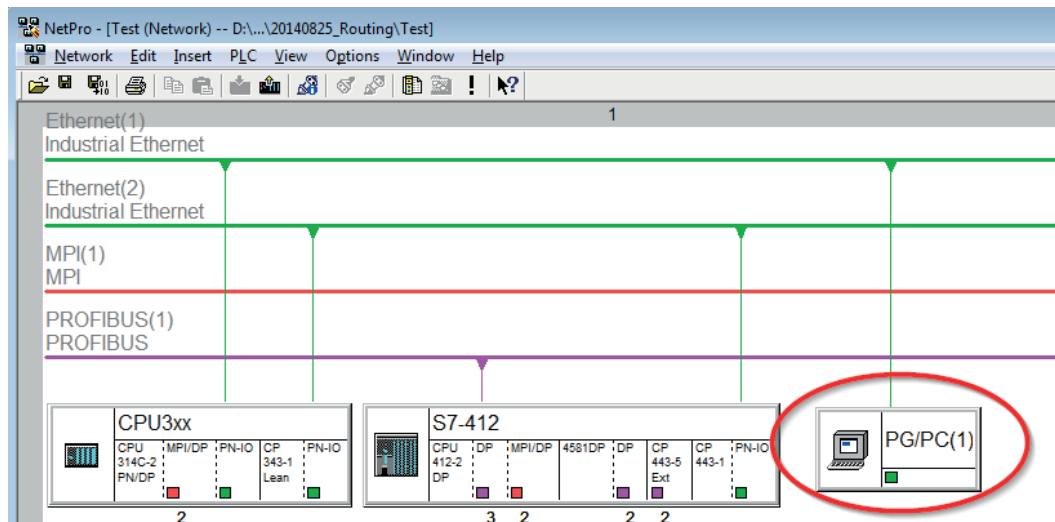 NetPro - [Test (Network) -- D:\...\20140825_Routing\Test]
Network Edit Insert PLC View Options Window Help
1
Ethernet(1)
Industrial Ethernet
Ethernet(2)
Industrial Ethernet
MPI(1)
MPI
PROFIBUS(1)
PROFIBUS
CPU3xx
CPU 314C-2 PN/DP
MPI/DP
PN-IO
CP 343-1 Lean
PN-IO
2
S7-412
CPU 412-2 DP
DP
MPI/DP
4581DP
DP
CP 443-5 Ext
CP 443-1
PN-IO
3 2 2 2
PG/PC(1)